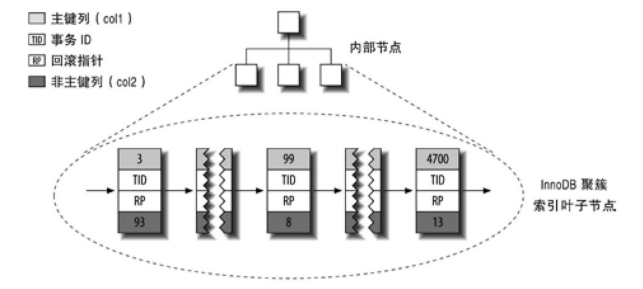 主键列（col1）
TID 事务 ID
RP 回滚指针
非主键列（col2）
内部节点
3
TID
RP
93
99
TID
RP
8
4700
TID
RP
13
InnoDB 聚簇
索引叶子节点